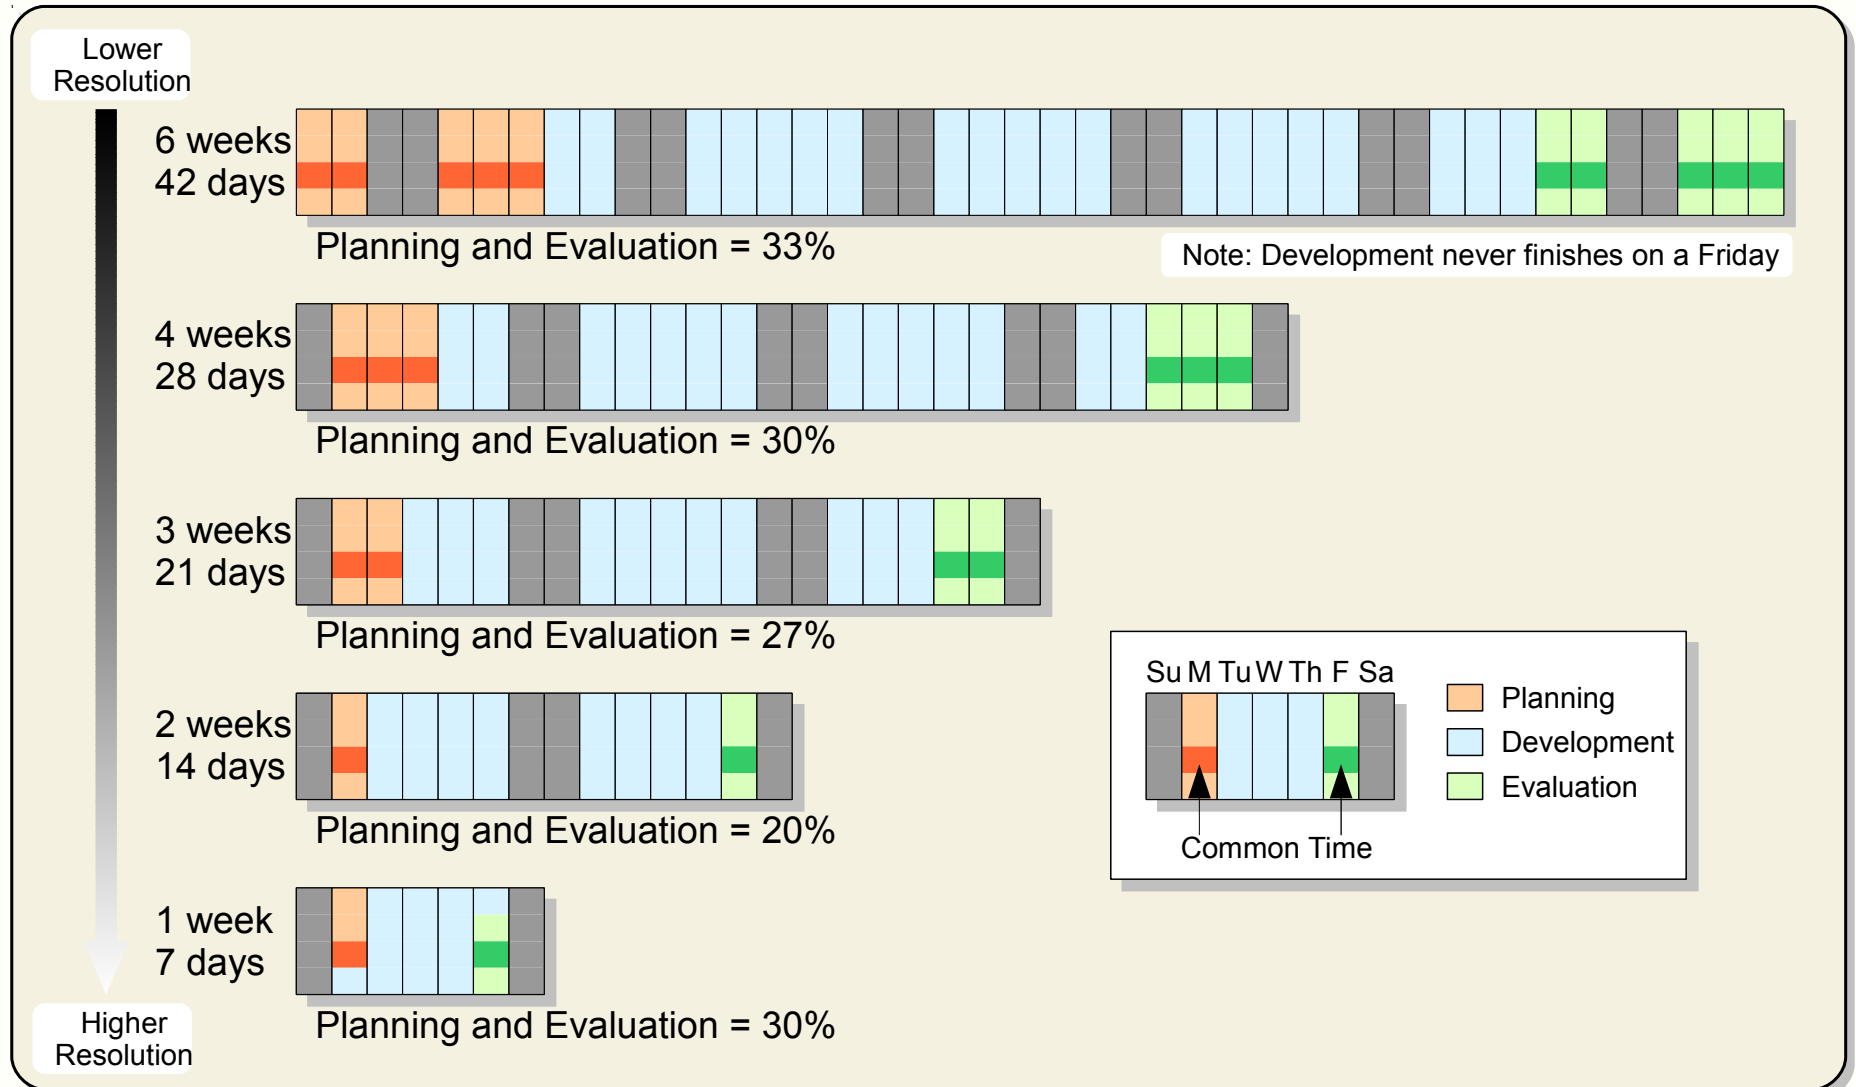 Lower
Resolution
6 weeks
42 days
Planning and Evaluation = 33%
Note: Development never finishes on a Friday
4 weeks
28 days
Planning and Evaluation = 30%
3 weeks
21 days
Planning and Evaluation = 27%
2 weeks
14 days
Planning and Evaluation = 20%
1 week
7 days
Planning and Evaluation = 30%
Higher
Resolution
Su M Tu W Th F Sa
Common Time
Planning
Development
Evaluation